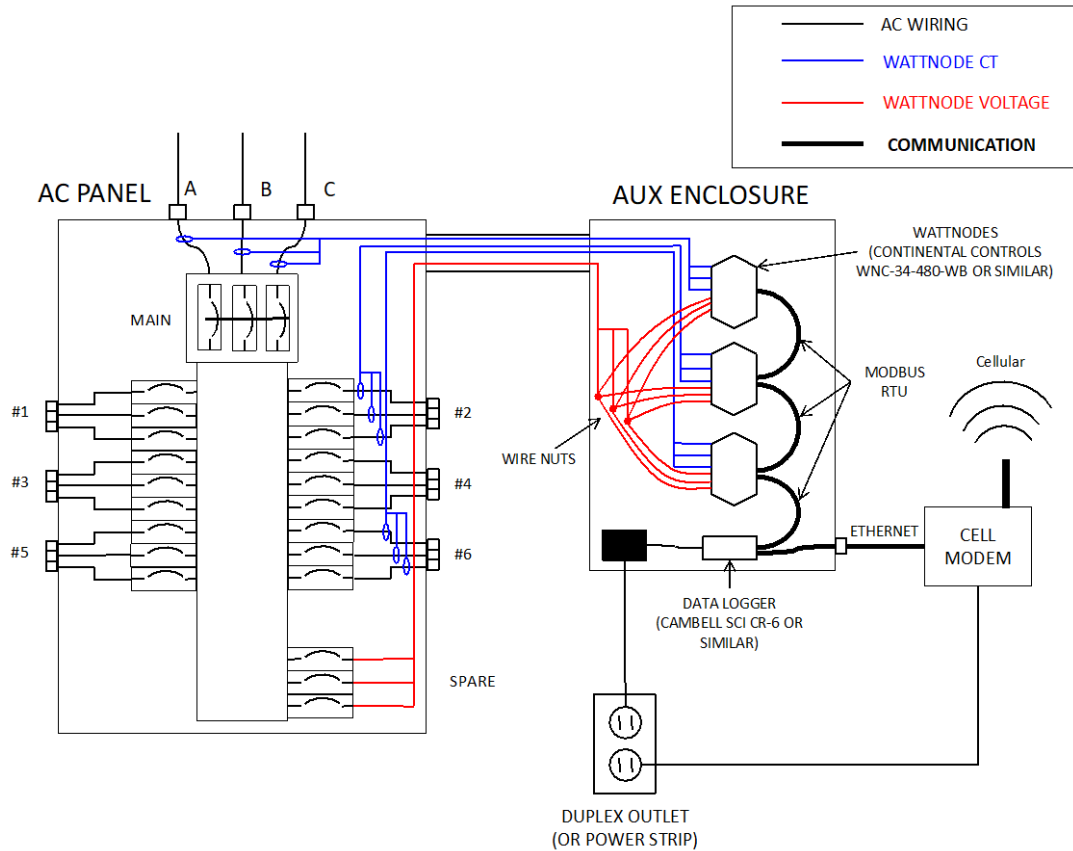 AC WIRING
WATTNODE CT
WATTNODE VOLTAGE
COMMUNICATION
AC PANEL
A
B
C
AUX ENCLOSURE
WATTNODES
(CONTINENTAL CONTROLS
WNC-34-480-WB OR SIMILAR)
MAIN
#1
#2
#3
#4
#5
#6
SPARE
WIRE NUTS
MODBUS
RTU
Cellular
ETHERNET
CELL
MODEM
DATA LOGGER
(CAMBELL SCI CR-6 OR
SIMILAR)
DUPLEX OUTLET
(OR POWER STRIP)